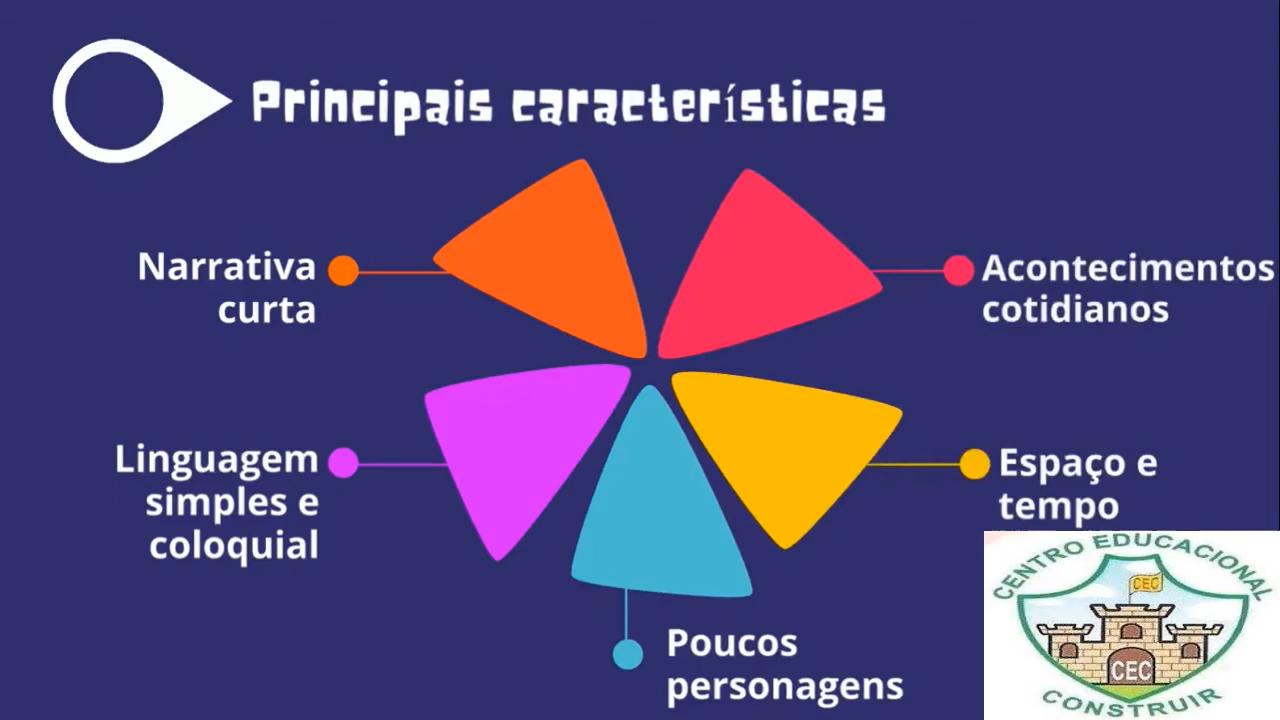 Principais características
Narrativa
curta
Acontecimentos
cotidianos
Linguagem
simples e
coloquial
Espaço e
tempo
Poucos
personagens
CENTRO EDUCACIONAL
CEC
CEC
CONSTRUIR